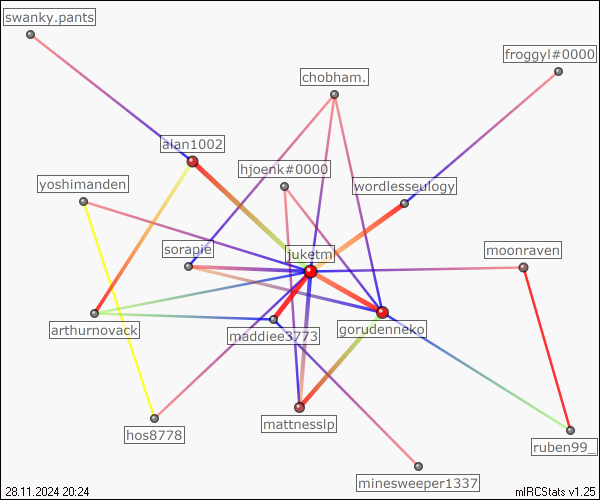 swanky.pants
froggyl#0000
chobham.
alan1002
hjoenk#0000
yoshimanden
wordlesseulogy
sorapie
juketml
moonraven
arthurnovack
maddiee3773
gorudenneko
mattnesslp
hos8778
ruben99_
minesweeper1337
28.11.2024 20:24
mIRCStats v1.25